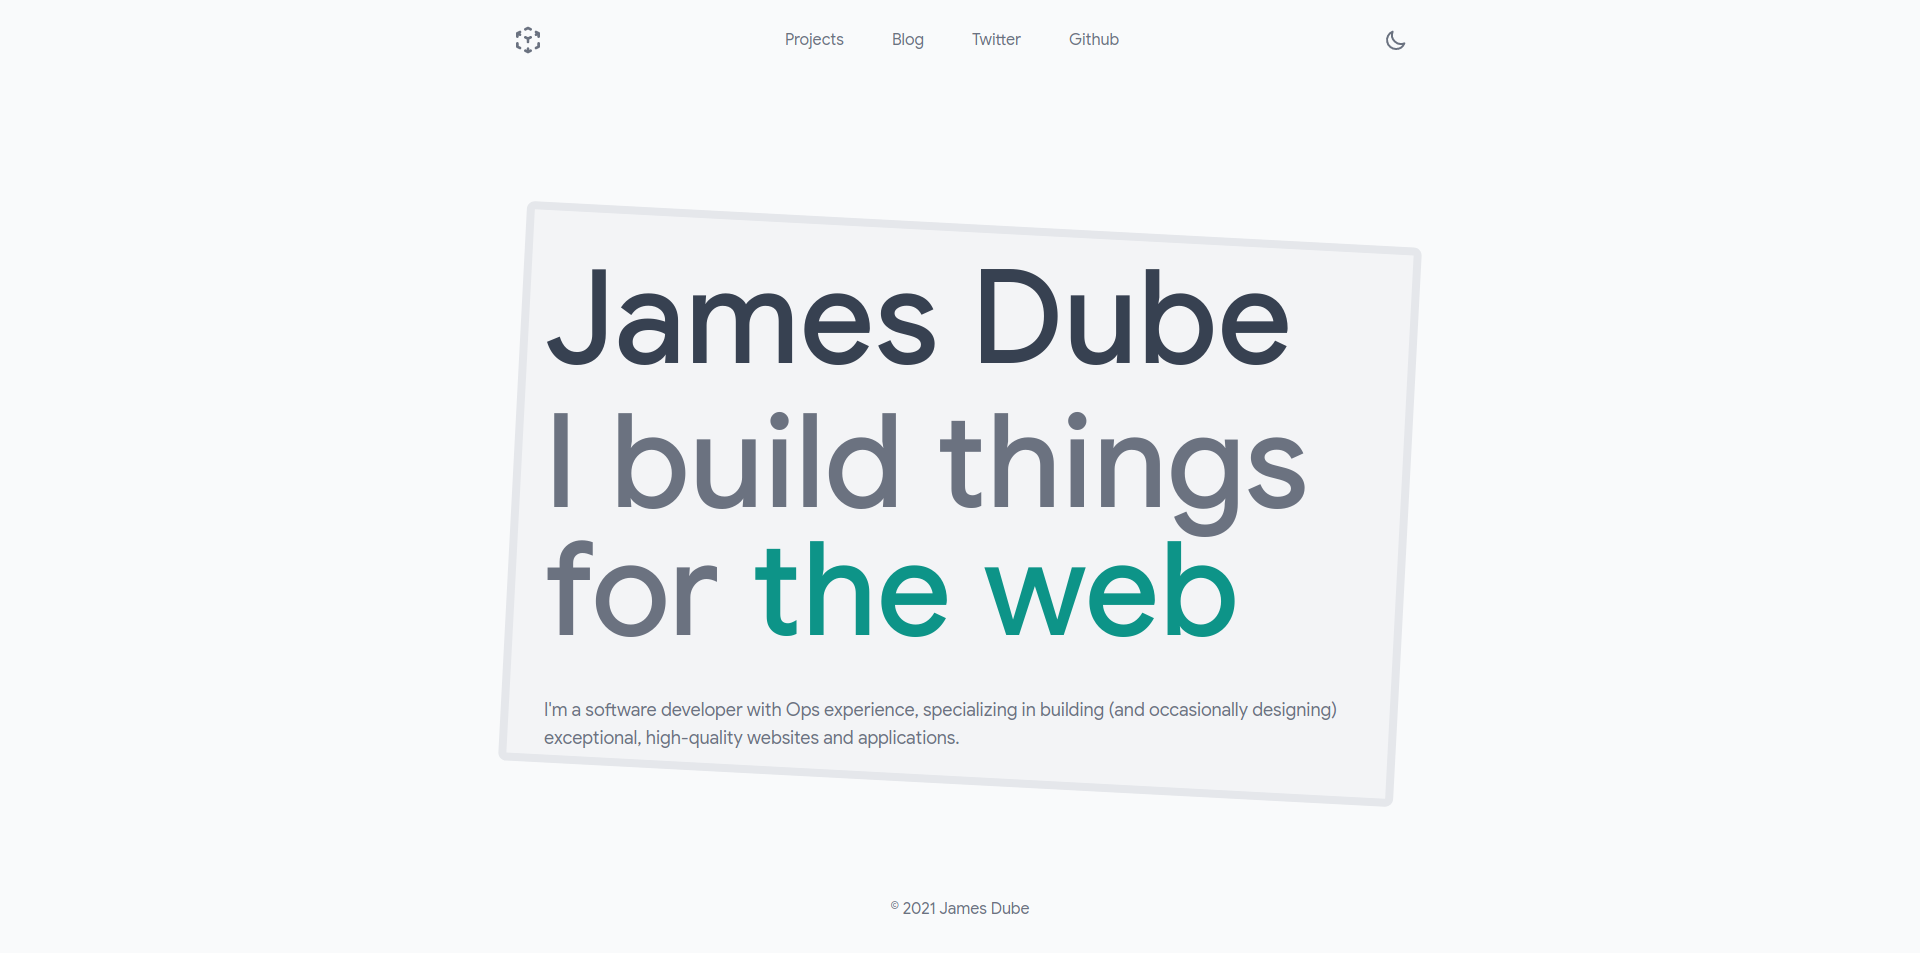 Projects Blog Twitter Github
James Dube
I build things
for the web
I'm a software developer with Ops experience, specializing in building (and occasionally designing)
exceptional, high-quality websites and applications.
© 2021 James Dube